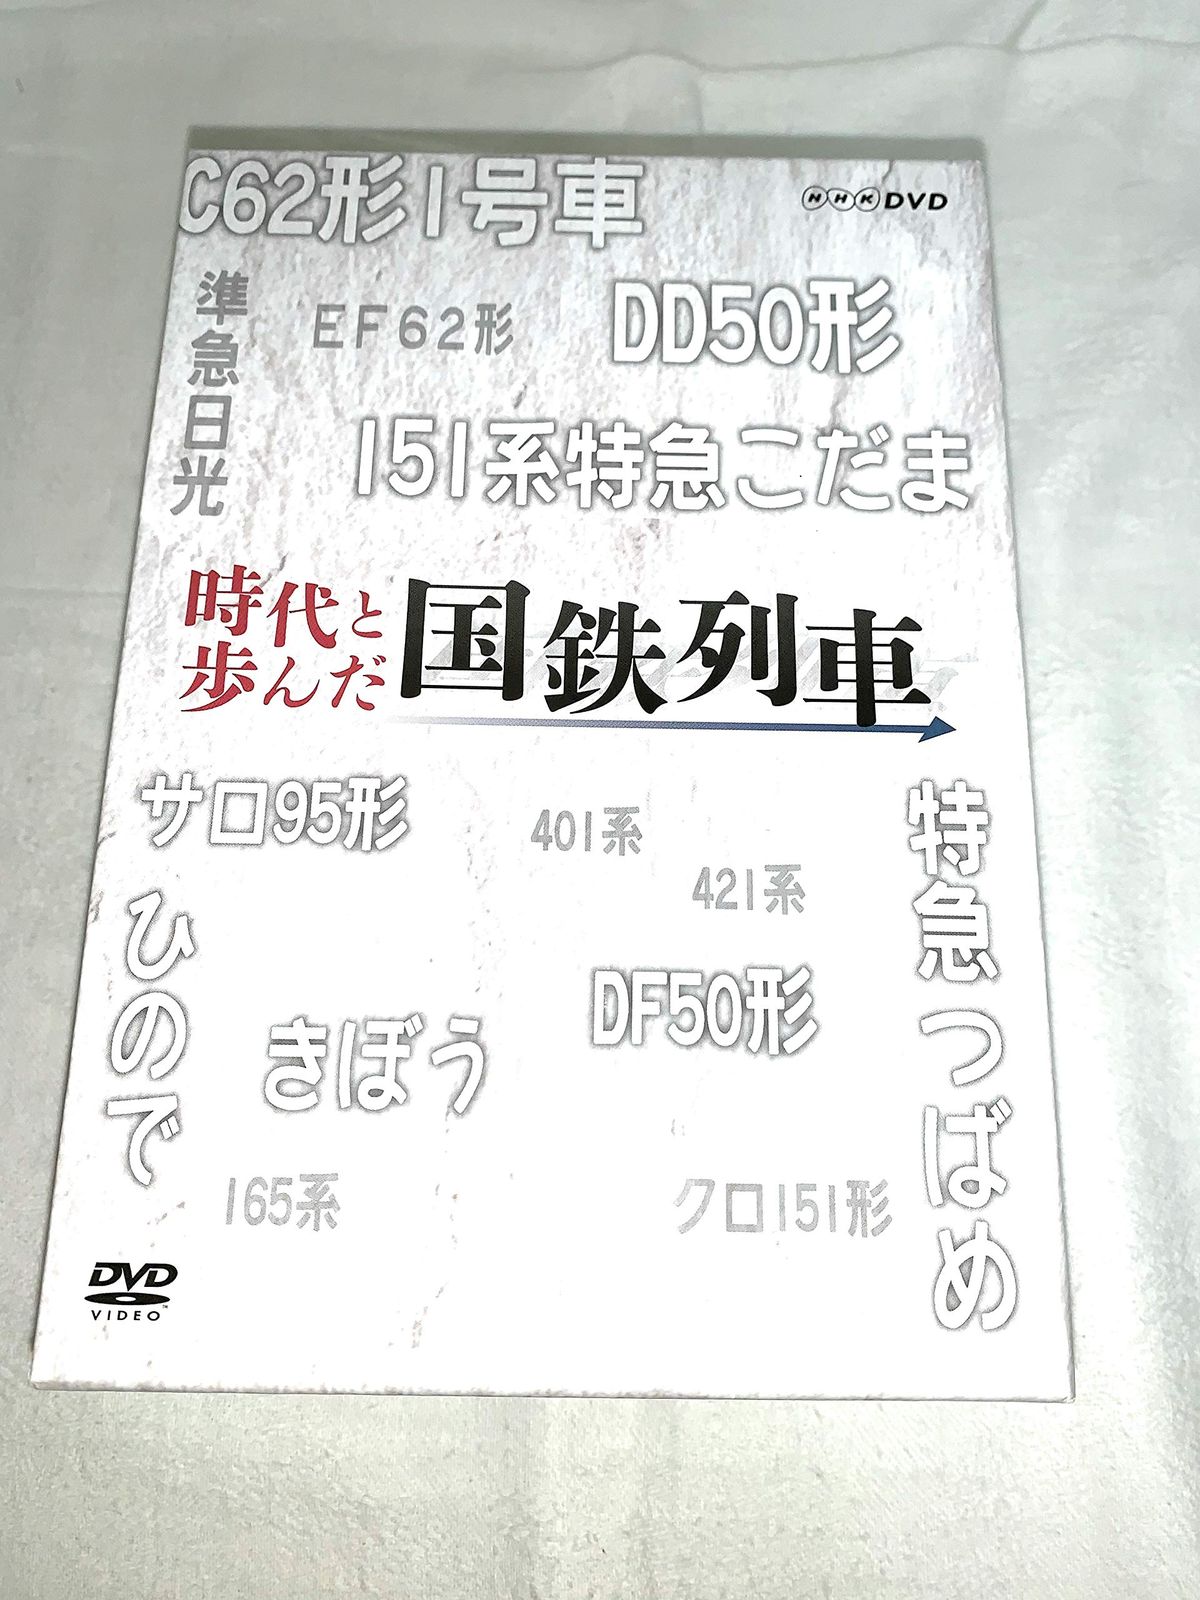 C62形1号車
NHK DVD
準急日光
EF62形
DD50形
151系特急こだま
時代と
歩んだ
国鉄列車
サロ95形
401系
421系
特急つばめ
ひので
きぼう
DF50形
165系
クロ151形
DVD
VIDEO
TM